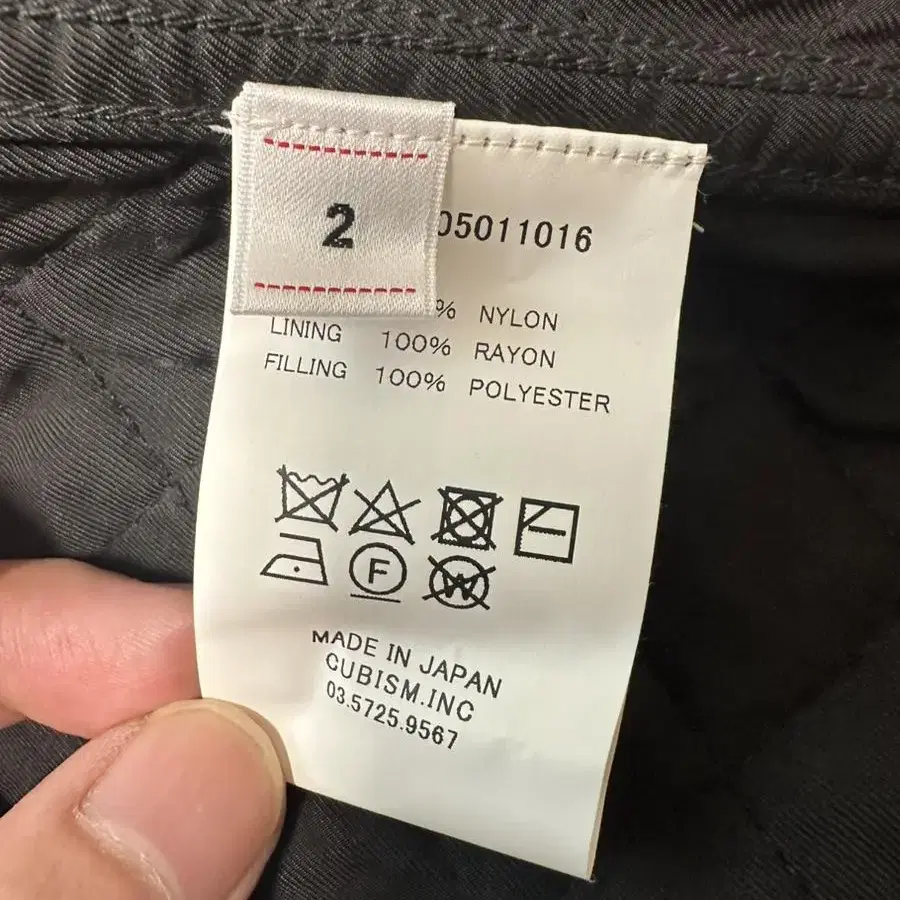 2
05011016
% NYLON
LINING 100% RAYON
FILLING 100% POLYESTER
F
W
MADE IN JAPAN
CUBISM.INC
03.5725.9567